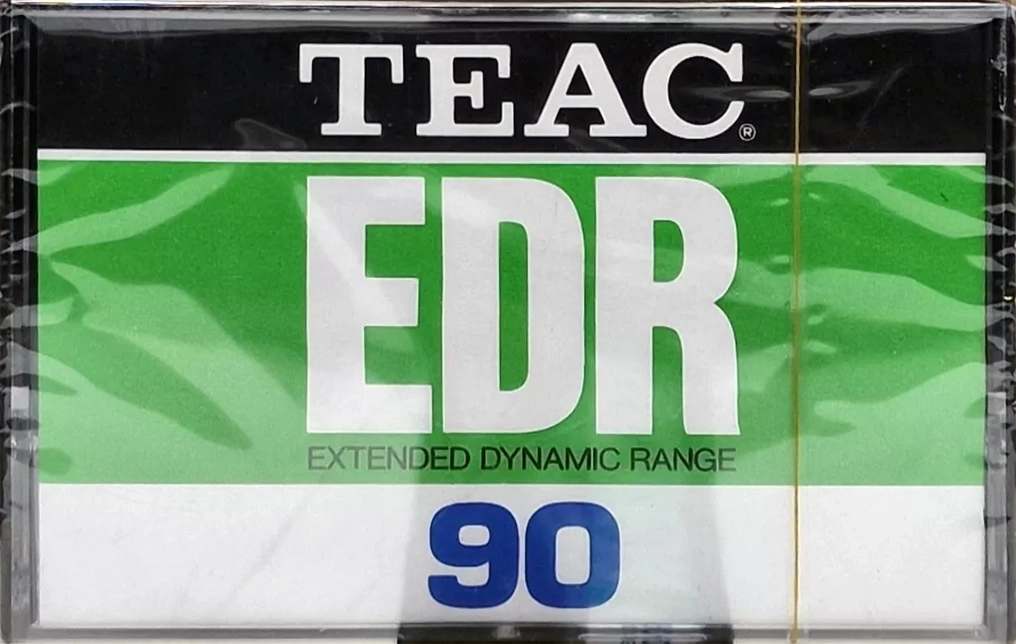 TEAC®
EDR
EXTENDED DYNAMIC RANGE
90